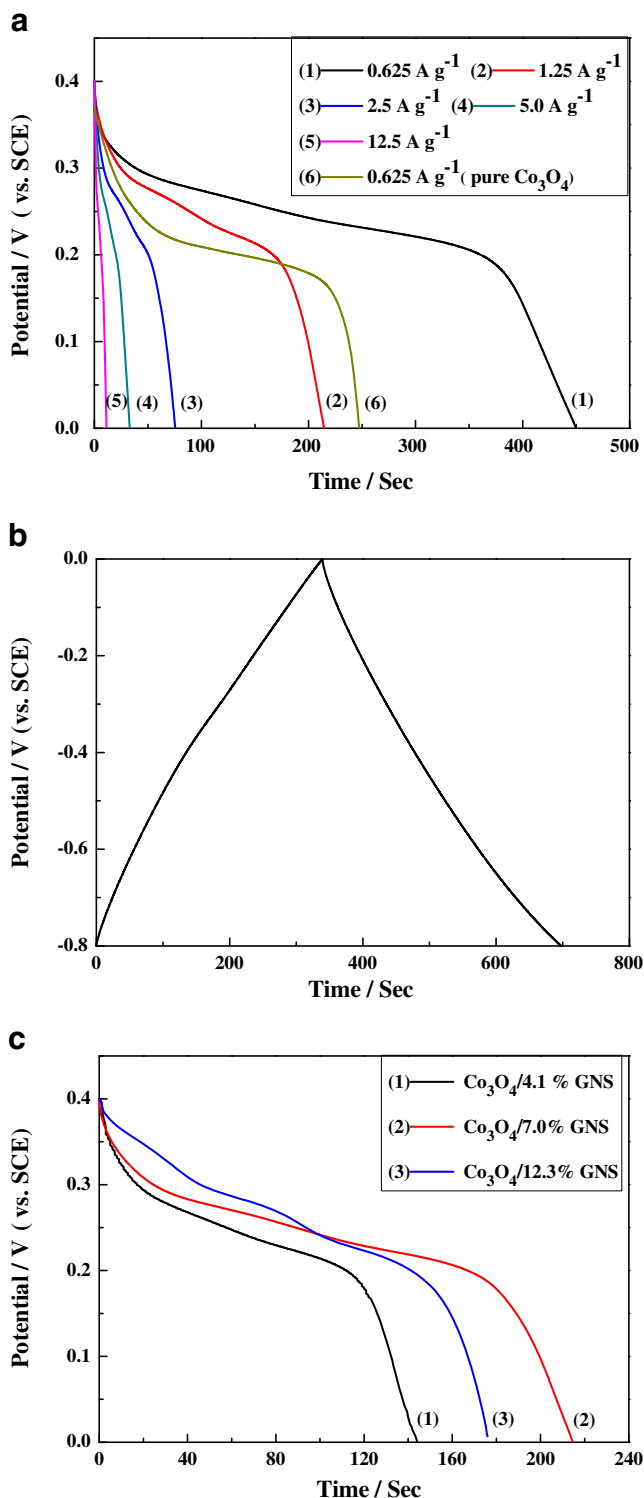 a
(1) 0.625 A g⁻¹ (2) 1.25 A g⁻¹
(3) 2.5 A g⁻¹ (4) 5.0 A g⁻¹
(5) 12.5 A g⁻¹
(6) 0.625 A g⁻¹( pure Co₃O₄)
0.4
0.3
0.2
0.1
0.0
Potential / V ( vs. SCE)
(5) (4) (3) (2) (6) (1)
0 100 200 300 400 500
Time / Sec
b
0.0
-0.2
-0.4
-0.6
-0.8
Potential / V (vs. SCE)
0 200 400 600 800
Time / Sec
c
(1) Co₃O₄/4.1 % GNS
(2) Co₃O₄/7.0% GNS
(3) Co₃O₄/12.3% GNS
0.4
0.3
0.2
0.1
0.0
Potential / V ( vs. SCE)
(1) (3) (2)
0 40 80 120 160 200 240
Time / Sec